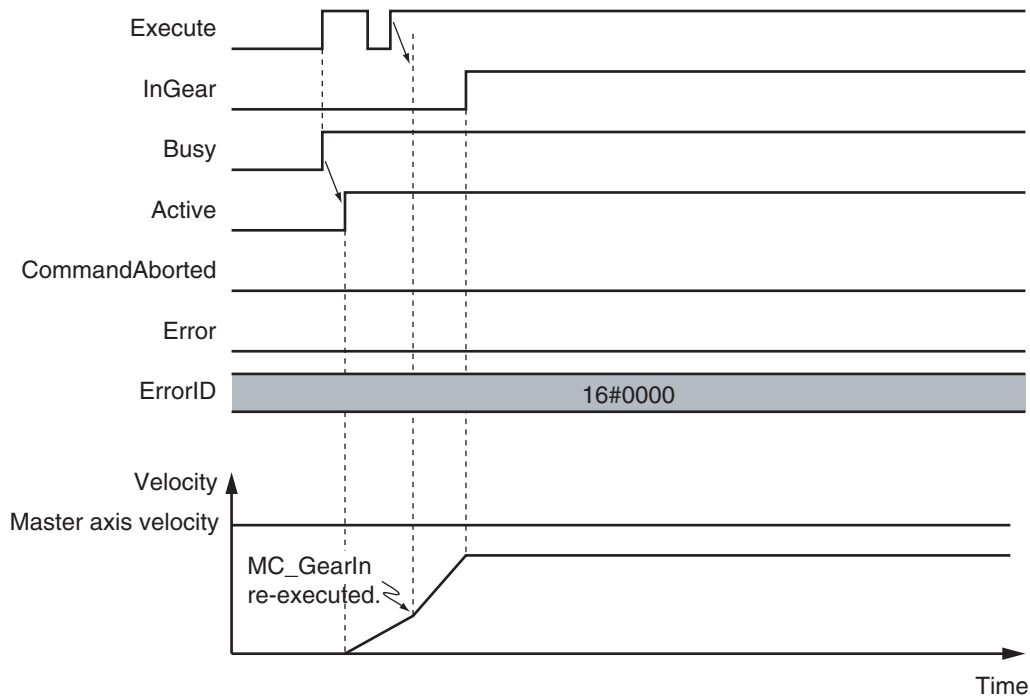 Execute
InGear
Busy
Active
CommandAborted
Error
ErrorID
16#0000
Velocity
Master axis velocity
MC_GearIn
re-executed.
Time